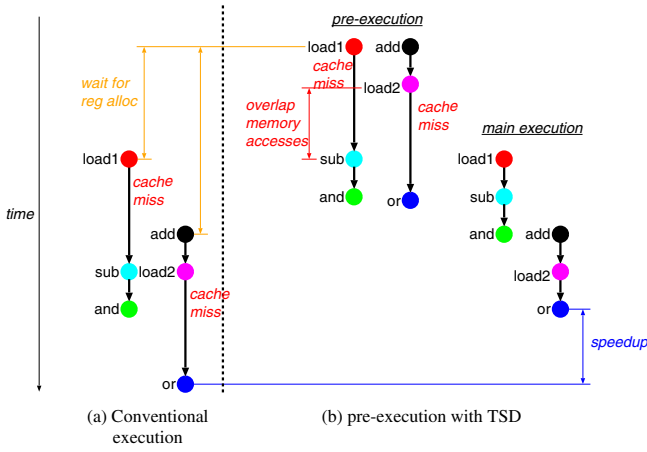 pre-execution
load1
add
cache
miss
wait for
reg alloc
load2
overlap
memory
accesses
cache
miss
main execution
load1
sub
load1
cache
miss
and
or
sub
time
add
and
add
sub
load2
load2
cache
miss
and
or
speedup
or
(a) Conventional
execution
(b) pre-execution with TSD